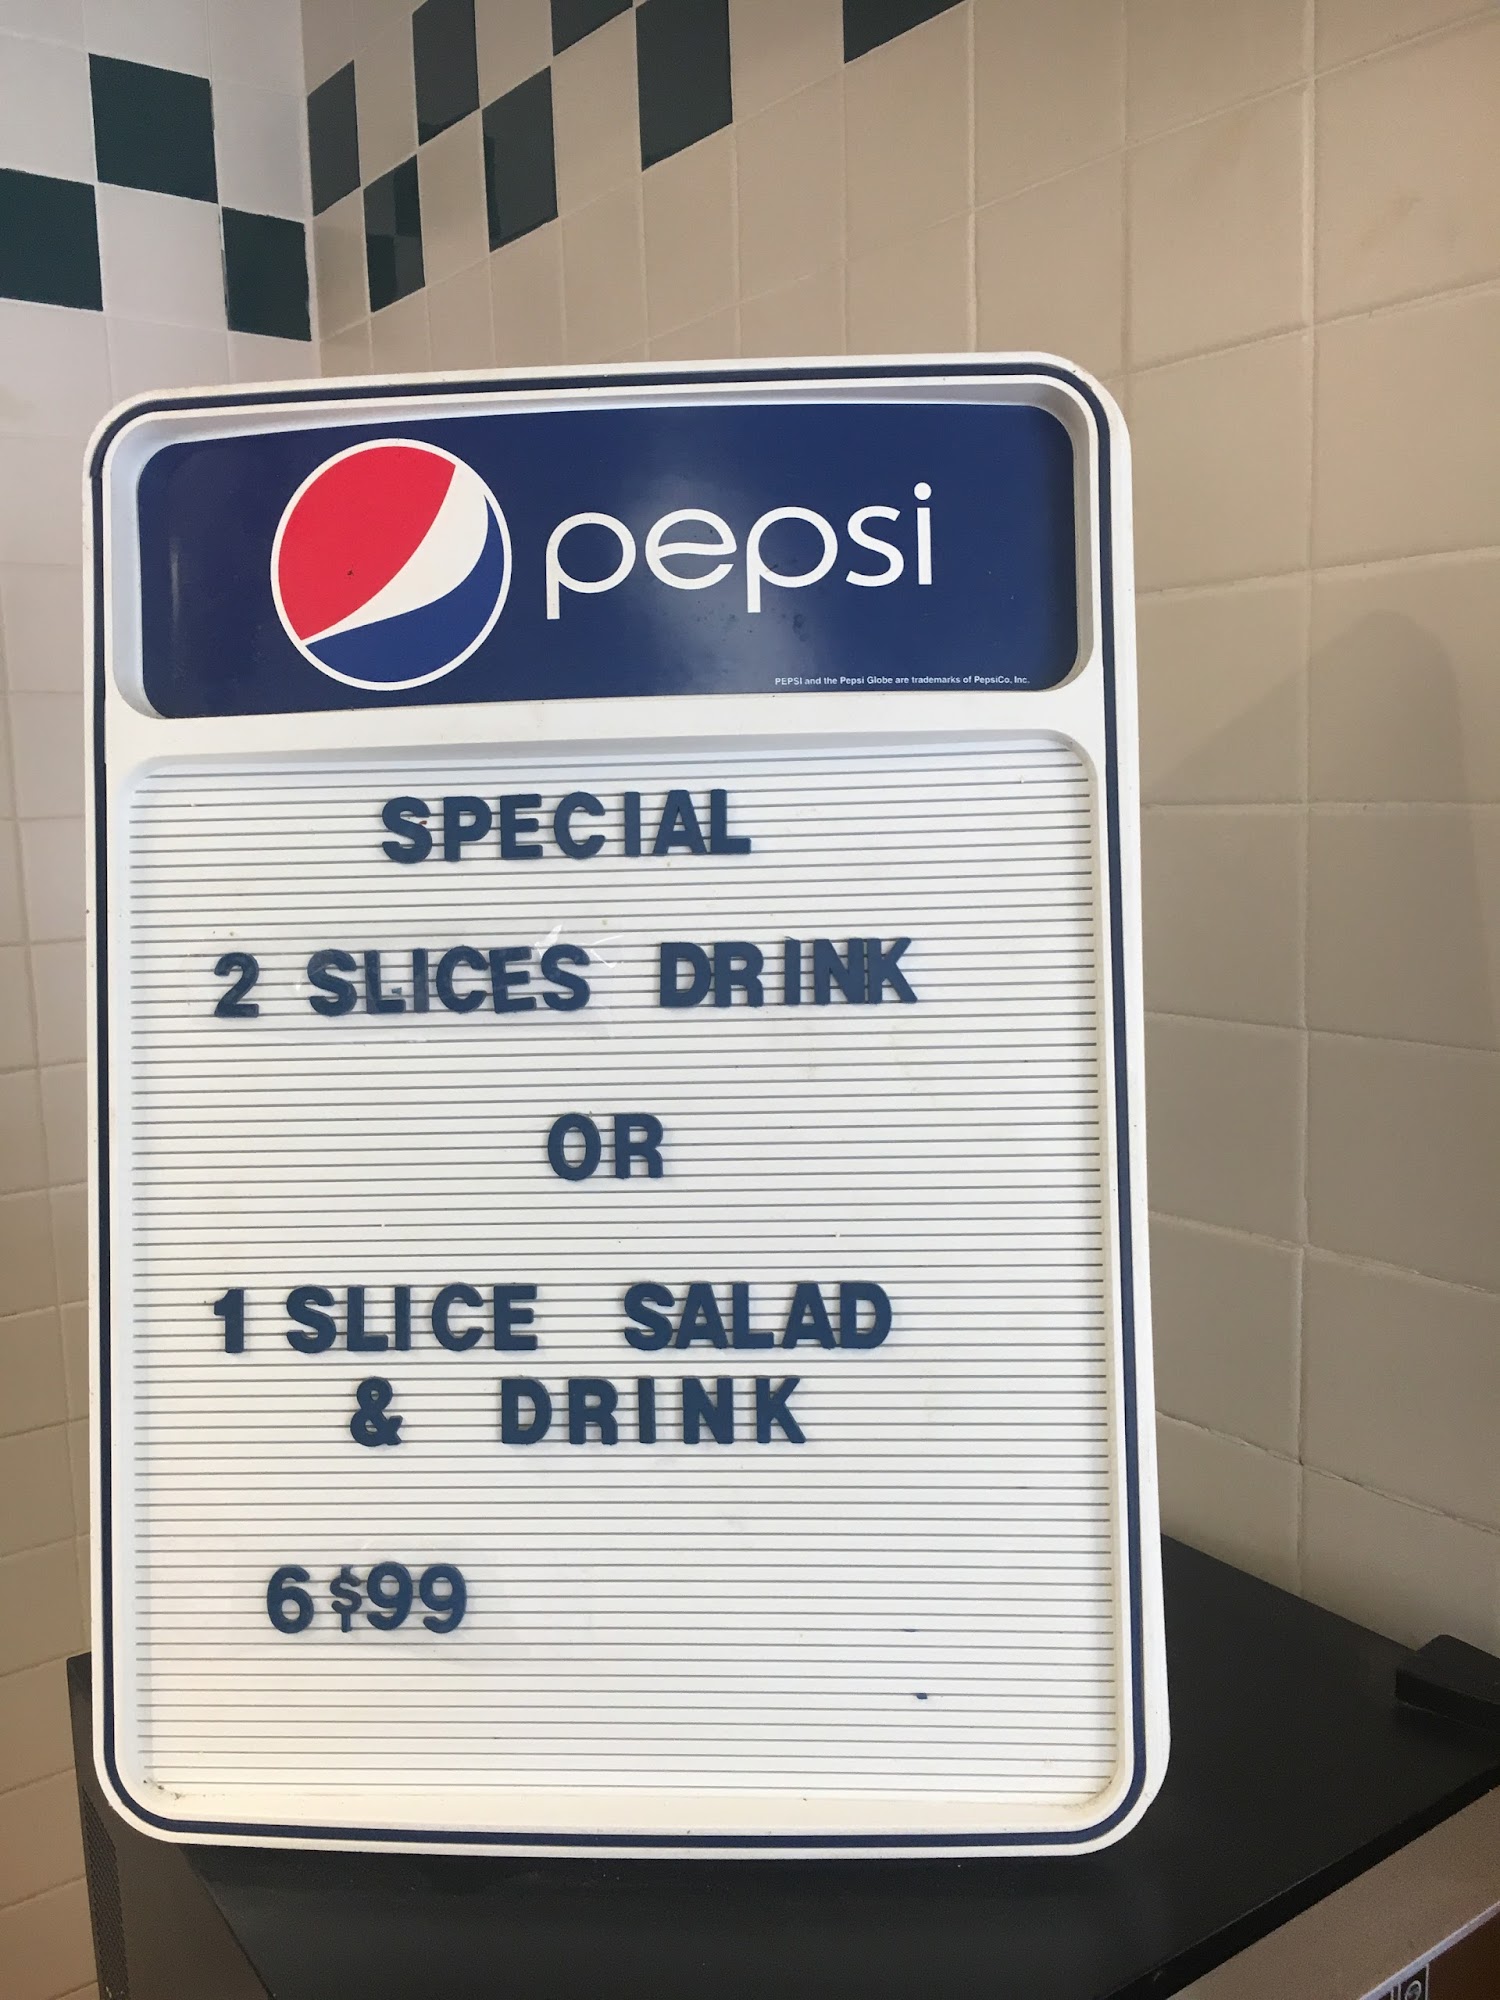 pepsi
PEPSI and the Pepsi Globe are trademarks of PepsiCo, Inc.
SPECIAL
2 SLICES DRINK
OR
1 SLICE SALAD
& DRINK
6$99